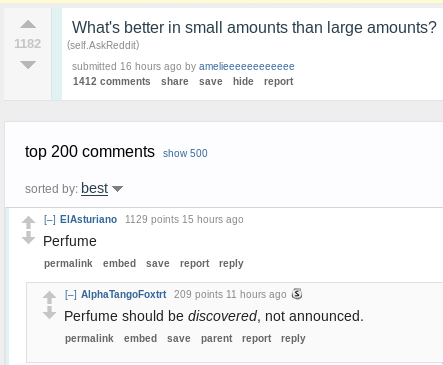 What's better in small amounts than large amounts?
1182
(self.AskReddit)
submitted 16 hours ago by amelieeeeeeeeeeee
1412 comments share save hide report
top 200 comments show 500
sorted by: best
[–] ElAsturiano 1129 points 15 hours ago
Perfume
permalink embed save report reply
[–] AlphaTangoFoxtrt 209 points 11 hours ago
Perfume should be discovered, not announced.
permalink embed save parent report reply